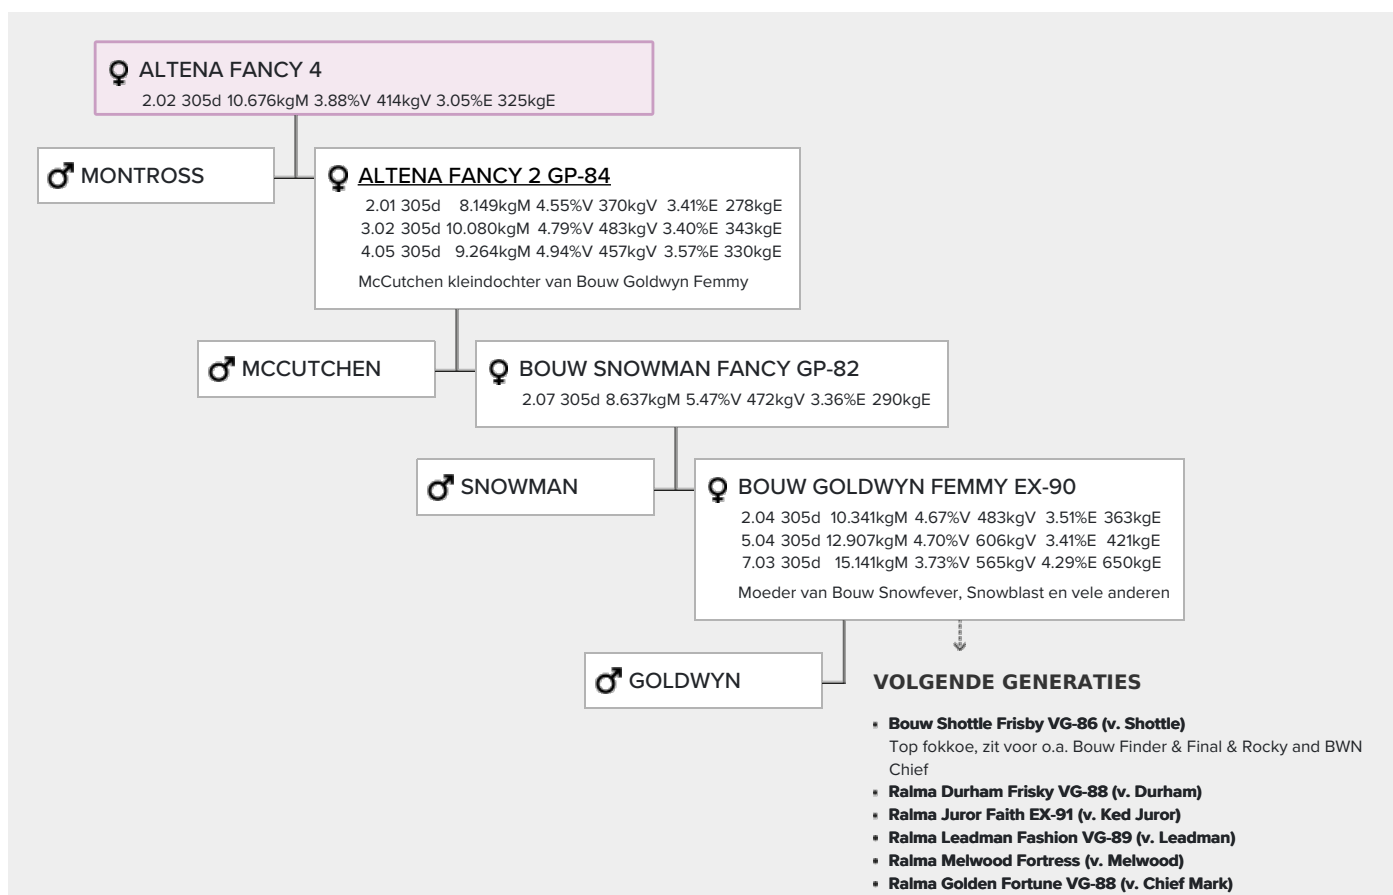 ALTENA FANCY 4
2.02 305d 10.676kgM 3.88%V 414kgV 3.05%E 325kgE
MONTROSS
ALTENA FANCY 2 GP-84
2.01 305d 8.149kgM 4.55%V 370kgV 3.41%E 278kgE
3.02 305d 10.080kgM 4.79%V 483kgV 3.40%E 343kgE
4.05 305d 9.264kgM 4.94%V 457kgV 3.57%E 330kgE
McCutchen kleindochter van Bouw Goldwyn Femmy
MCCUTCHEN
BOUW SNOWMAN FANCY GP-82
2.07 305d 8.637kgM 5.47%V 472kgV 3.36%E 290kgE
SNOWMAN
BOUW GOLDWYN FEMMY EX-90
2.04 305d 10.341kgM 4.67%V 483kgV 3.51%E 363kgE
5.04 305d 12.907kgM 4.70%V 606kgV 3.41%E 421kgE
7.03 305d 15.141kgM 3.73%V 565kgV 4.29%E 650kgE
Moeder van Bouw Snowfever, Snowblast en vele anderen
GOLDWYN
VOLGENDE GENERATIES
Bouw Shottle Frisby VG-86 (v. Shottle)
Top fokkoe, zit voor o.a. Bouw Finder & Final & Rocky and BWN
Chief
Ralma Durham Frisky VG-88 (v. Durham)
Ralma Juror Faith EX-91 (v. Ked Juror)
Ralma Leadman Fashion VG-89 (v. Leadman)
Ralma Melwood Fortress (v. Melwood)
Ralma Golden Fortune VG-88 (v. Chief Mark)